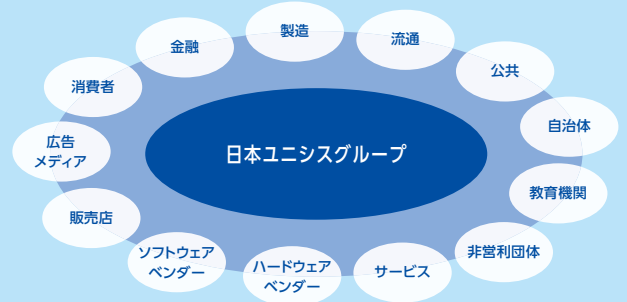 製造
流通
公共
自治体
教育機関
非営利団体
サービス
ハードウェア
ベンダー
ソフトウェア
ベンダー
販売店
広告
メディア
消費者
金融
日本ユニシスグループ